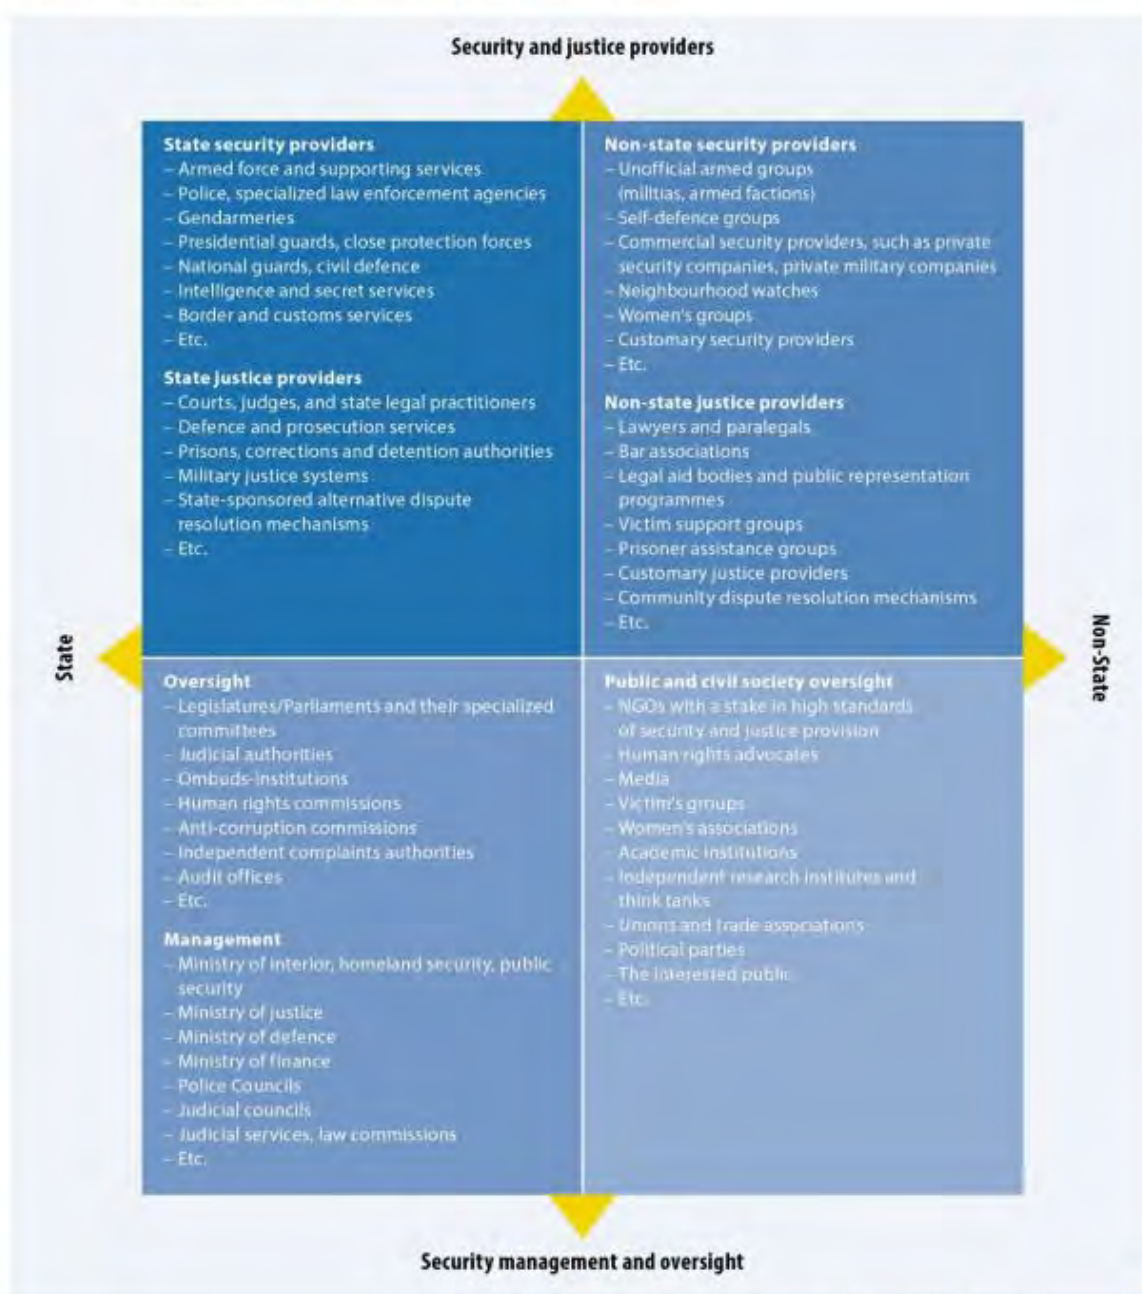 Security and justice providers
State security providers
– Armed force and supporting services
– Police, specialized law enforcement agencies
– Gendarmeries
– Presidential guards, close protection forces
– National guards, civil defence
– Intelligence and secret services
– Border and customs services
– Etc.
State justice providers
– Courts, judges, and state legal practitioners
– Defence and prosecution services
– Prisons, corrections and detention authorities
– Military justice systems
– State-sponsored alternative dispute
resolution mechanisms
– Etc.
Non-state security providers
– Unofficial armed groups
(militias, armed factions)
– Self-defence groups
– Commercial security providers, such as private
security companies, private military companies
– Neighbourhood watches
– Women's groups
– Customary security providers
– Etc.
Non-state justice providers
– Lawyers and paralegals
– Bar associations
– Legal aid bodies and public representation
programmes
– Victim support groups
– Prisoner assistance groups
– Customary justice providers
– Community dispute resolution mechanisms
– Etc.
State
Non-State
Oversight
– Legislatures/Parliaments and their specialized
committees
– Judicial authorities
– Ombuds-institutions
– Human rights commissions
– Anti-corruption commissions
– Independent complaints authorities
– Audit offices
– Etc.
Management
– Ministry of interior, homeland security, public
security
– Ministry of justice
– Ministry of defence
– Ministry of finance
– Police Councils
– Judicial councils
– Judicial services, law commissions
– Etc.
Public and civil society oversight
– NGOs with a stake in high standards
of security and justice provision
– Human rights advocates
– Media
– Victim's groups
– Women's associations
– Academic institutions
– Independent research institutes and
think tanks
– Unions and trade associations
– Political parties
– The interested public
– Etc.
Security management and oversight